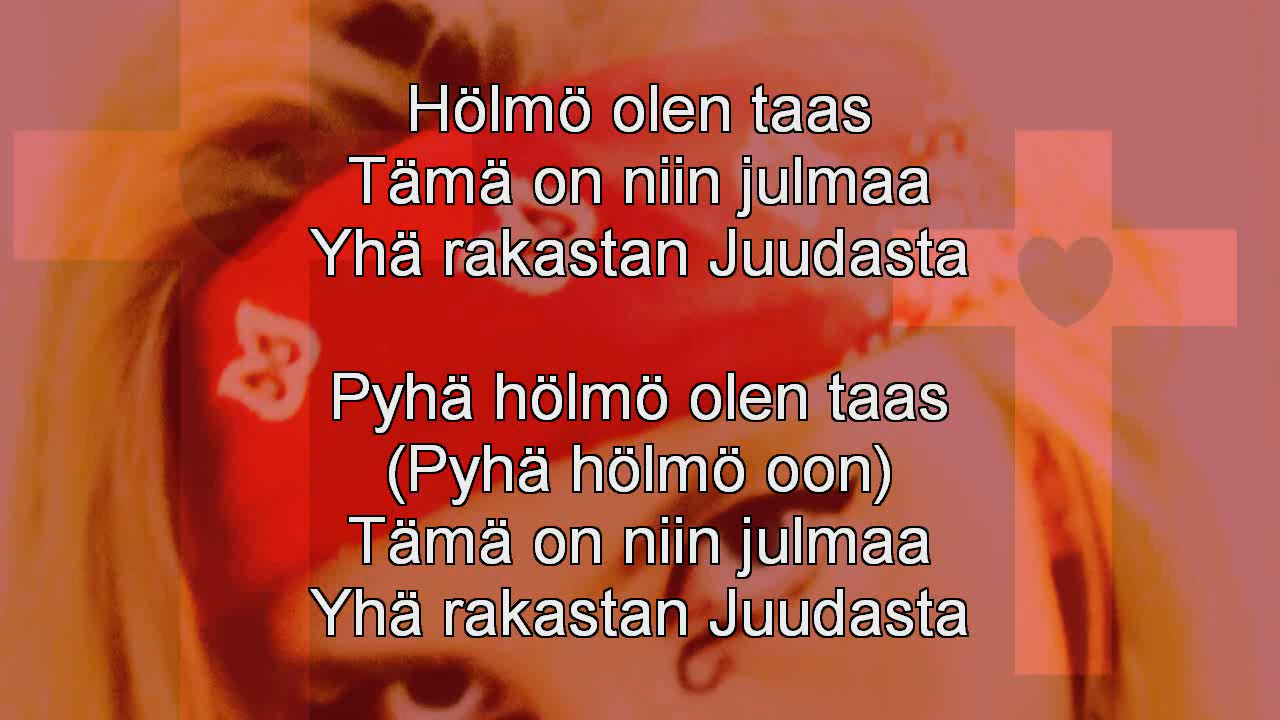 Hölmö olen taas
Tämä on niin julmaa
Yhä rakastan Juudasta
Pyhä hölmö olen taas
(Pyhä hölmö oon)
Tämä on niin julmaa
Yhä rakastan Juudasta